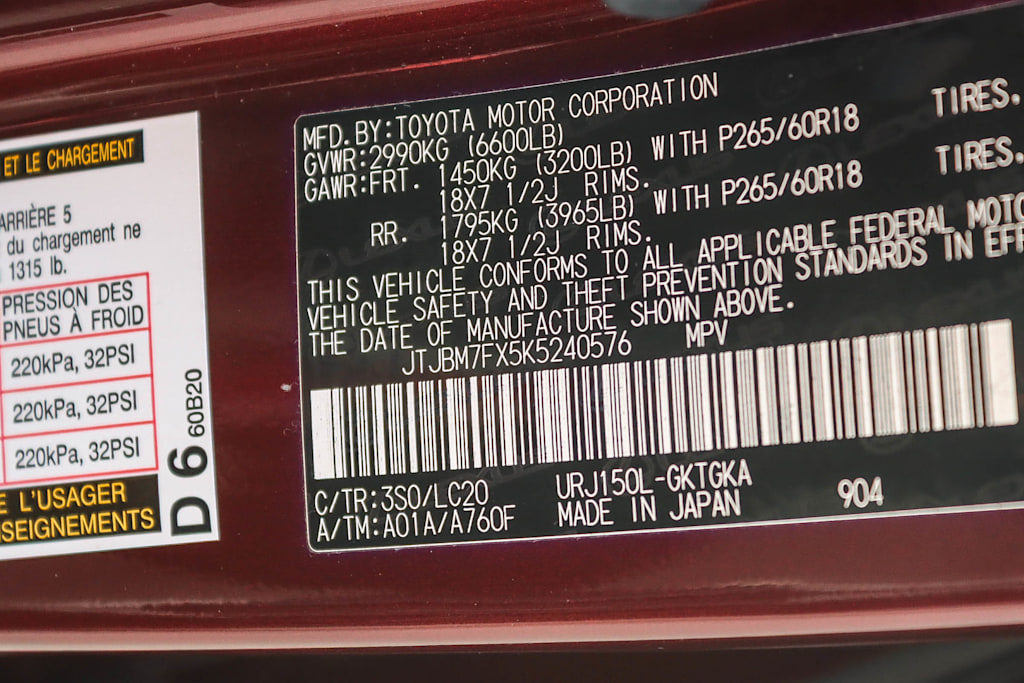 ET LE CHARGEMENT
ARRIÈRE 5
du chargement ne
1315 lb.
PRESSION DES
PNEUS À FROID
220kPa, 32PSI
220kPa, 32PSI
220kPa, 32PSI
L'USAGER
D 6 60B20
MFD.BY:TOYOTA MOTOR CORPORATION
GVWR:2990KG (6600LB)
GAWR:FRT. 1450KG (3200LB) WITH P265/60R18 TIRES.
18X7 1/2J RIMS.
RR. 1795KG (3965LB) WITH P265/60R18 TIRES.
18X7 1/2J RIMS.
THIS VEHICLE CONFORMS TO ALL APPLICABLE FEDERAL MOTO
VEHICLE SAFETY AND THEFT PREVENTION STANDARDS IN EFF
THE DATE OF MANUFACTURE SHOWN ABOVE.
JTJBM7FX5K5240576 MPV
C/TR:3S0/LC20 URJ150L-GKTGKA
A/TM:A01A/A760F MADE IN JAPAN 904